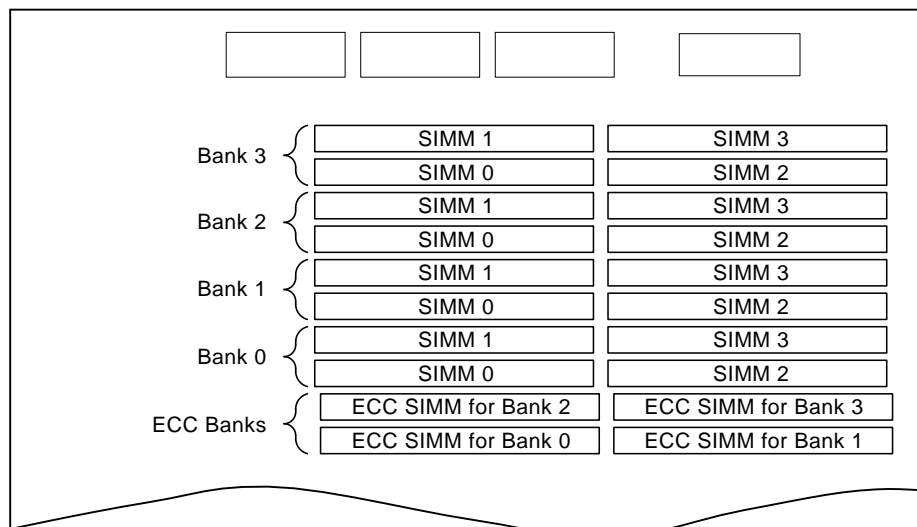 Bank 3
SIMM 1 SIMM 3
SIMM 0 SIMM 2
Bank 2
SIMM 1 SIMM 3
SIMM 0 SIMM 2
Bank 1
SIMM 1 SIMM 3
SIMM 0 SIMM 2
Bank 0
SIMM 1 SIMM 3
SIMM 0 SIMM 2
ECC Banks
ECC SIMM for Bank 2 ECC SIMM for Bank 3
ECC SIMM for Bank 0 ECC SIMM for Bank 1